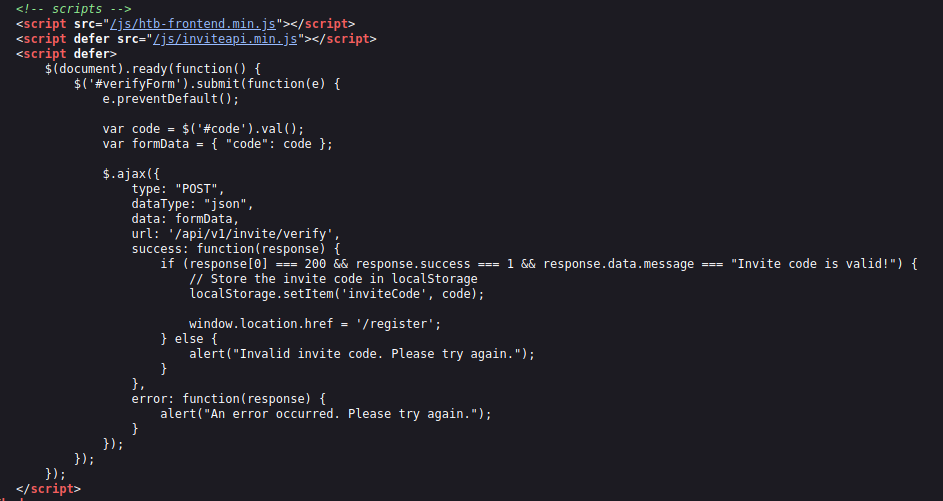 <!-- scripts -->
<script src="/js/htb-frontend.min.js"></script>
<script defer src="/js/inviteapi.min.js"></script>
<script defer>
    $(document).ready(function() {
        $('#verifyForm').submit(function(e) {
            e.preventDefault();

            var code = $('#code').val();
            var formData = { "code": code };

            $.ajax({
                type: "POST",
                dataType: "json",
                data: formData,
                url: '/api/v1/invite/verify',
                success: function(response) {
                    if (response[0] === 200 && response.success === 1 && response.data.message === "Invite code is valid!") {
                        // Store the invite code in localStorage
                        localStorage.setItem('inviteCode', code);

                        window.location.href = '/register';
                    } else {
                        alert("Invalid invite code. Please try again.");
                    }
                },
                error: function(response) {
                    alert("An error occurred. Please try again.");
                }
            });
        });
    });
</script>